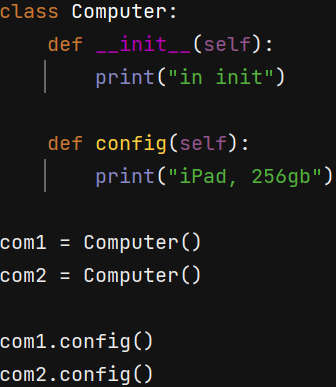 class Computer:
    def __init__(self):
        print("in init")
    def config(self):
        print("iPad, 256gb")
com1 = Computer()
com2 = Computer()
com1.config()
com2.config()